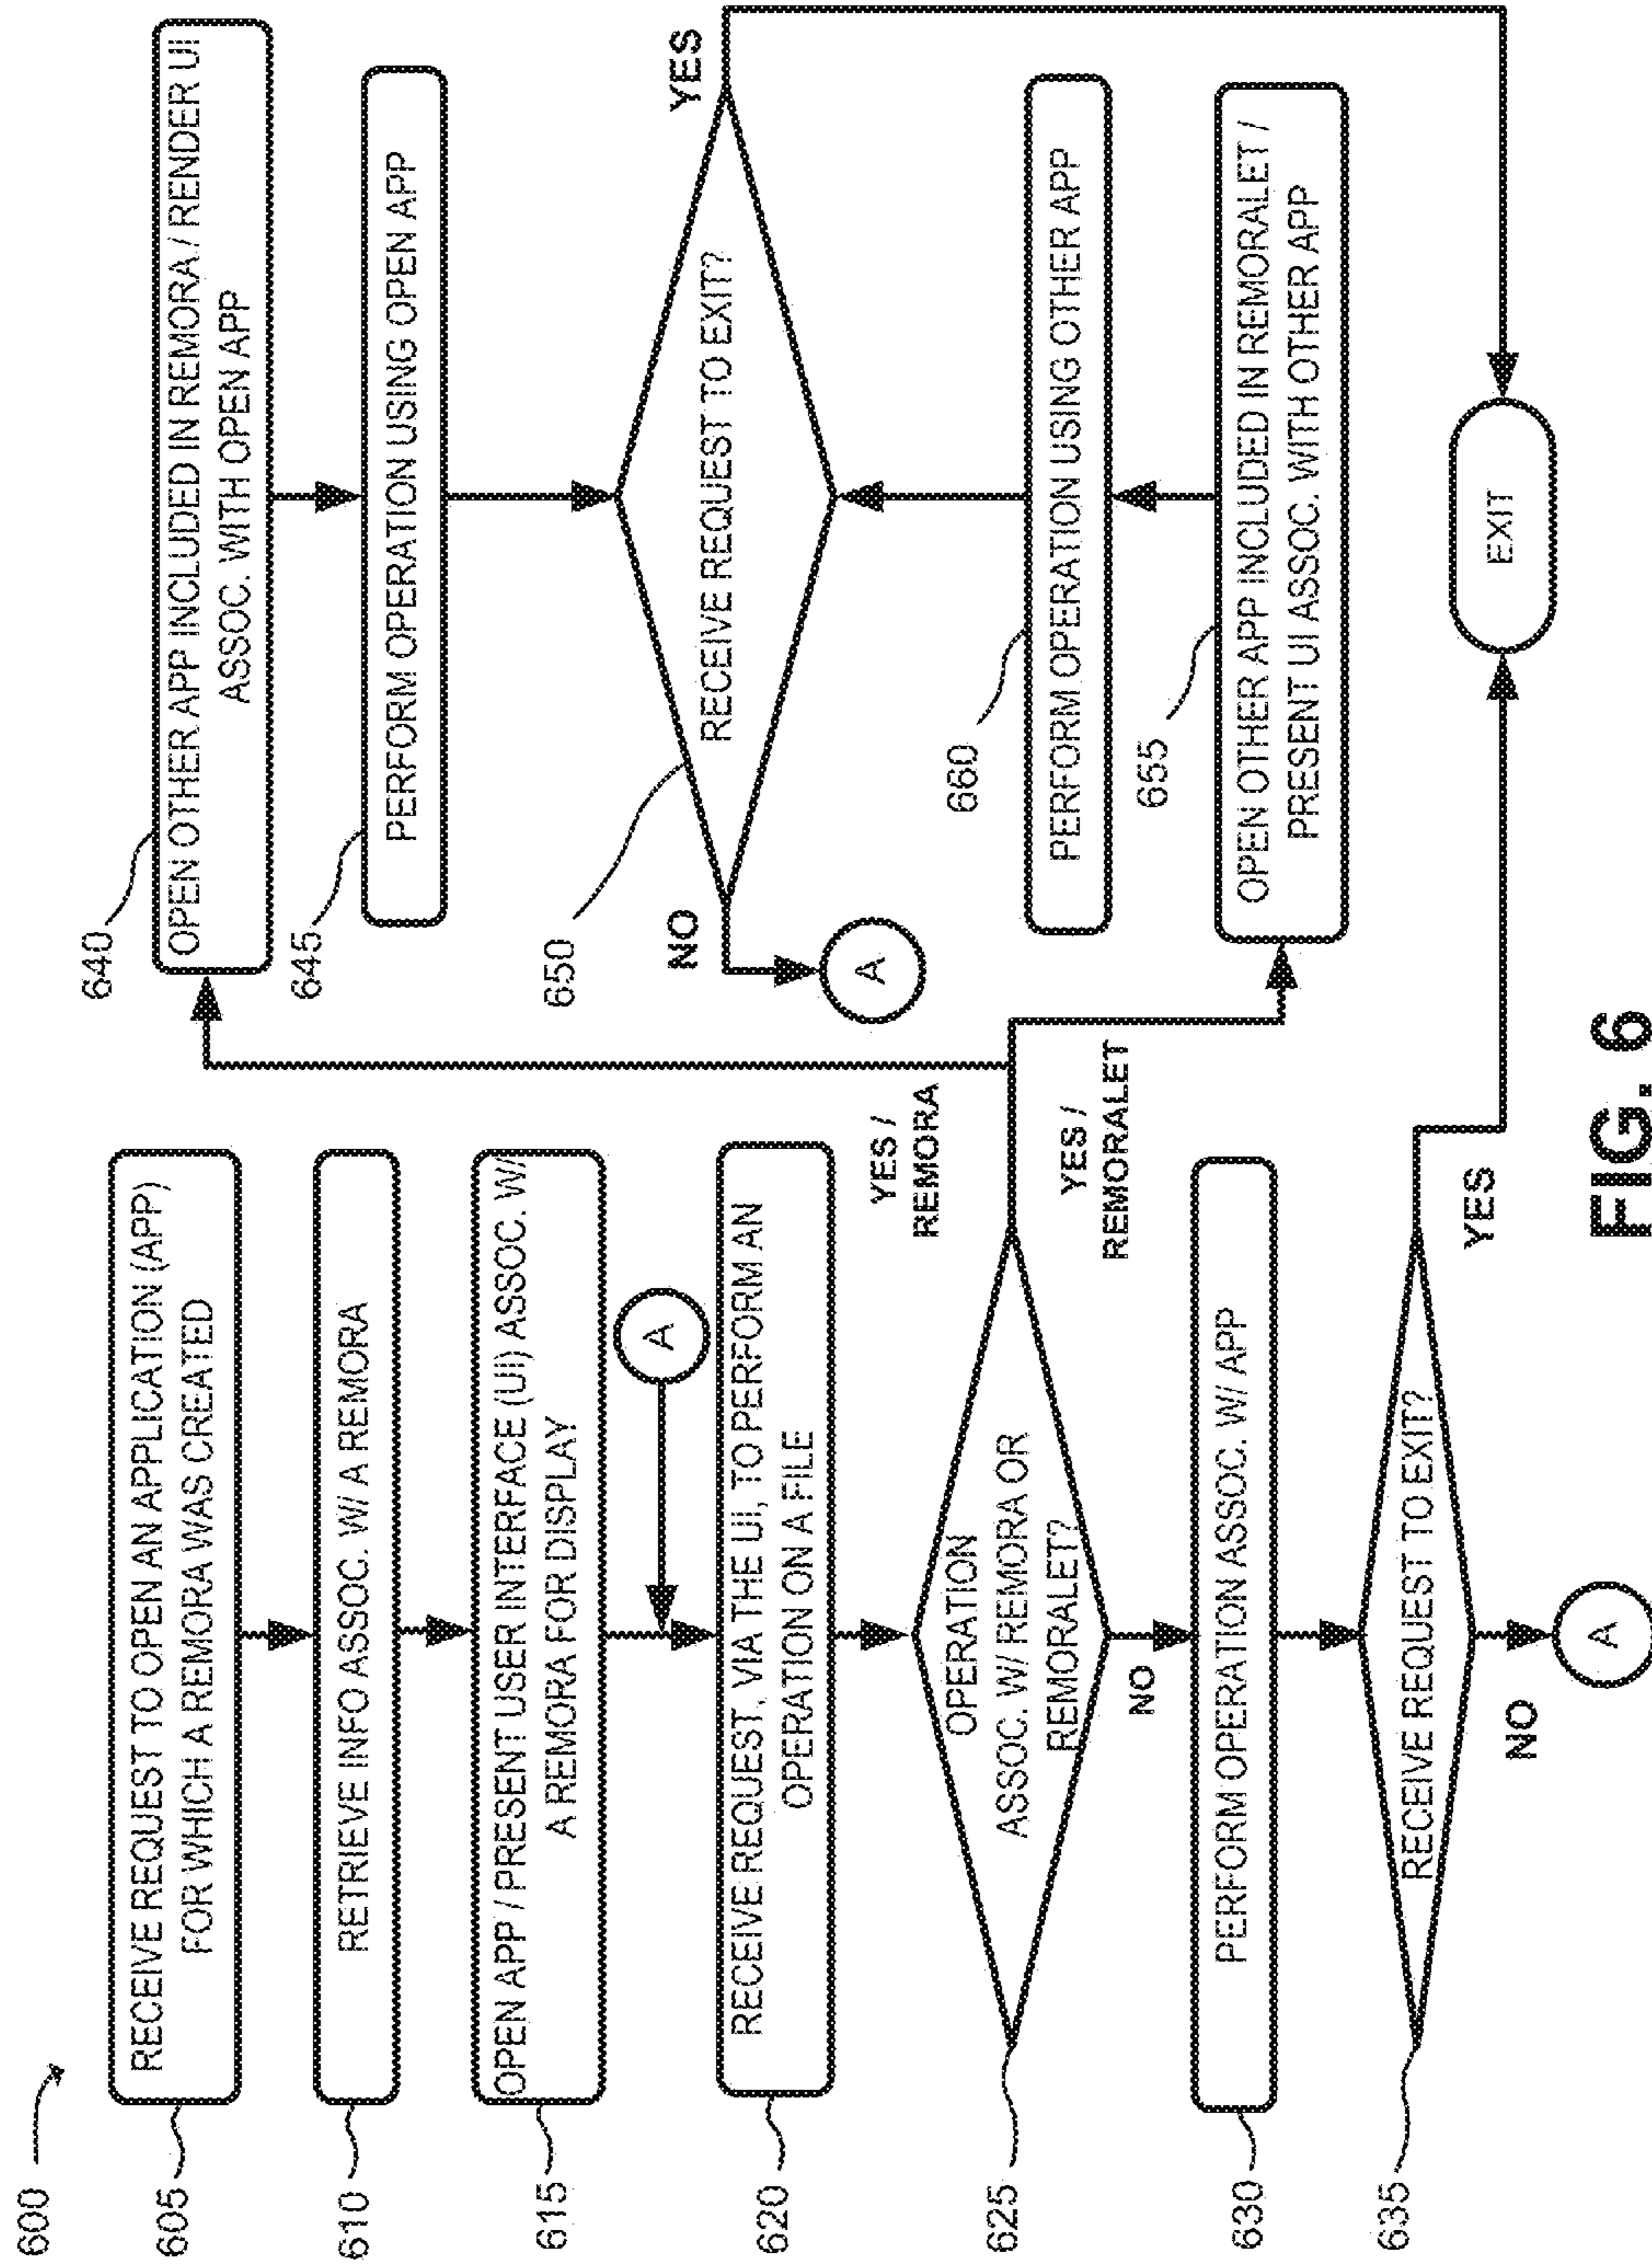 600
605
RECEIVE REQUEST TO OPEN AN APPLICATION (APP)
FOR WHICH A REMORA WAS CREATED
610
RETRIEVE INFO ASSOC. W/ A REMORA
615
OPEN APP / PRESENT USER INTERFACE (UI) ASSOC. W/
A REMORA FOR DISPLAY
A
620
RECEIVE REQUEST, VIA THE UI, TO PERFORM AN
OPERATION ON A FILE
625
OPERATION
ASSOC. W/ REMORA OR
REMORALET?
YES /
REMORA
YES /
REMORALET
NO
630
PERFORM OPERATION ASSOC. W/ APP
635
RECEIVE REQUEST TO EXIT?
YES
NO
A
640
OPEN OTHER APP INCLUDED IN REMORA / RENDER UI
ASSOC. WITH OPEN APP
645
PERFORM OPERATION USING OPEN APP
650
RECEIVE REQUEST TO EXIT?
YES
NO
A
660
PERFORM OPERATION USING OTHER APP
655
OPEN OTHER APP INCLUDED IN REMORALET /
PRESENT UI ASSOC. WITH OTHER APP
EXIT
FIG. 6